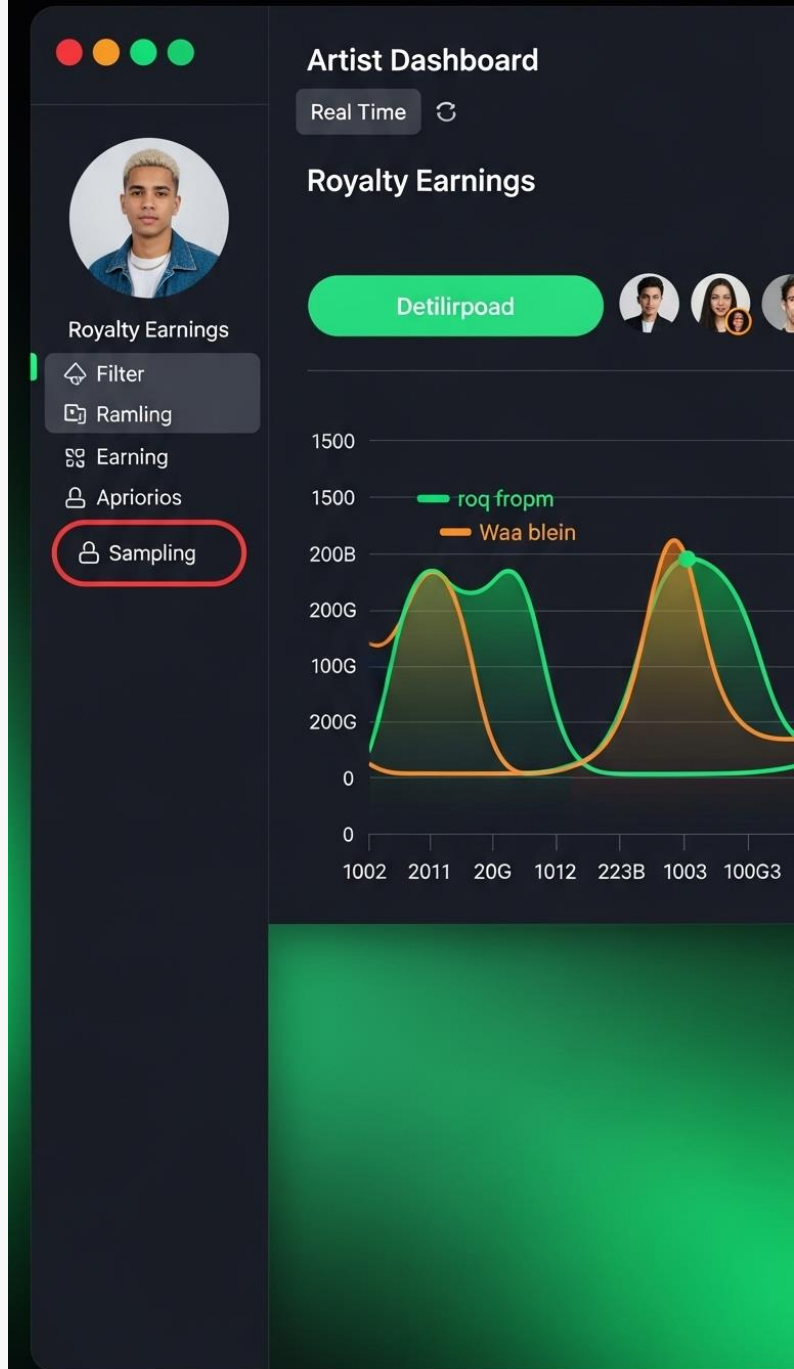 Artist Dashboard
Real Time
Royalty Earnings
Detilirpoad
Royalty Earnings
Filter
Ramling
Earning
Apriorios
Sampling
1500
1500
roq fropm
Waa blein
200B
200G
100G
200G
0
0
1002 2011 20G 1012 223B 1003 100G3